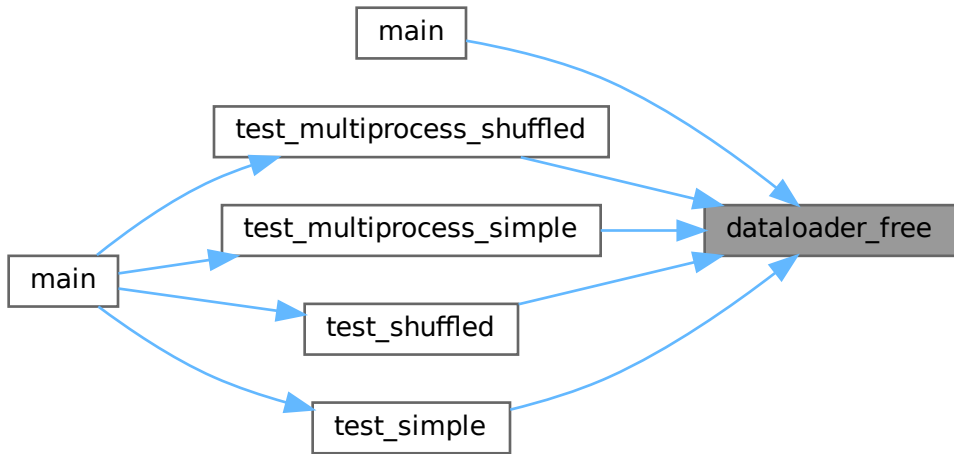 main
test_multiprocess_shuffled
test_multiprocess_simple
dataloader_free
main
test_shuffled
test_simple